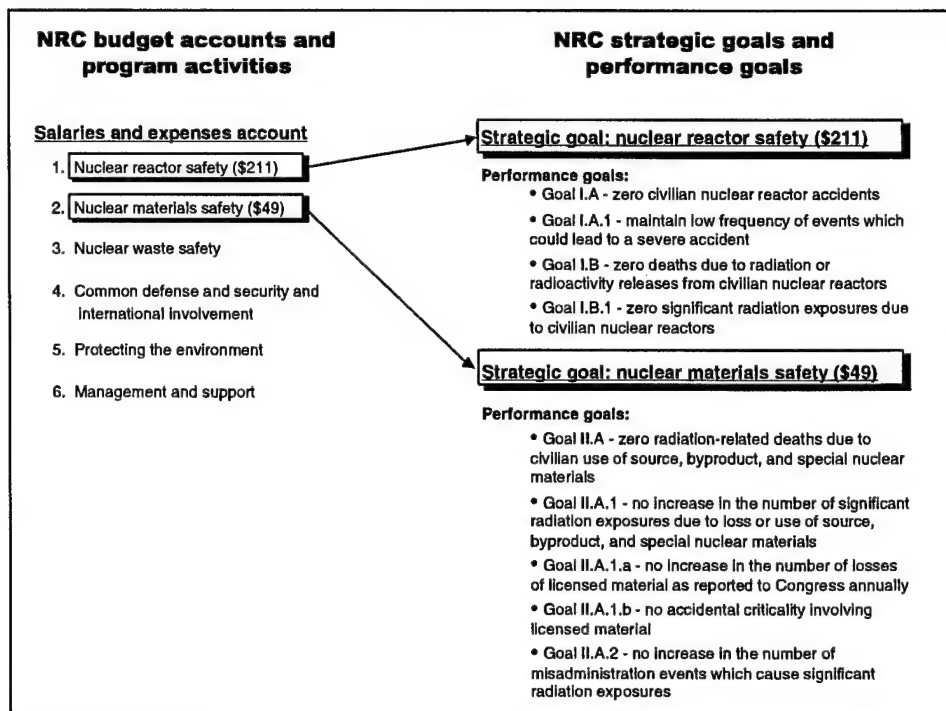 NRC budget accounts and
program activities
Salaries and expenses account
1. Nuclear reactor safety ($211)
2. Nuclear materials safety ($49)
3. Nuclear waste safety
4. Common defense and security and
international involvement
5. Protecting the environment
6. Management and support
NRC strategic goals and
performance goals
Strategic goal: nuclear reactor safety ($211)
Performance goals:
• Goal I.A - zero civilian nuclear reactor accidents
• Goal I.A.1 - maintain low frequency of events which
could lead to a severe accident
• Goal I.B - zero deaths due to radiation or
radioactivity releases from civilian nuclear reactors
• Goal I.B.1 - zero significant radiation exposures due
to civilian nuclear reactors
Strategic goal: nuclear materials safety ($49)
Performance goals:
• Goal II.A - zero radiation-related deaths due to
civilian use of source, byproduct, and special nuclear
materials
• Goal II.A.1 - no increase in the number of significant
radiation exposures due to loss or use of source,
byproduct, and special nuclear materials
• Goal II.A.1.a - no increase in the number of losses
of licensed material as reported to Congress annually
• Goal II.A.1.b - no accidental criticality involving
licensed material
• Goal II.A.2 - no increase in the number of
misadministration events which cause significant
radiation exposures